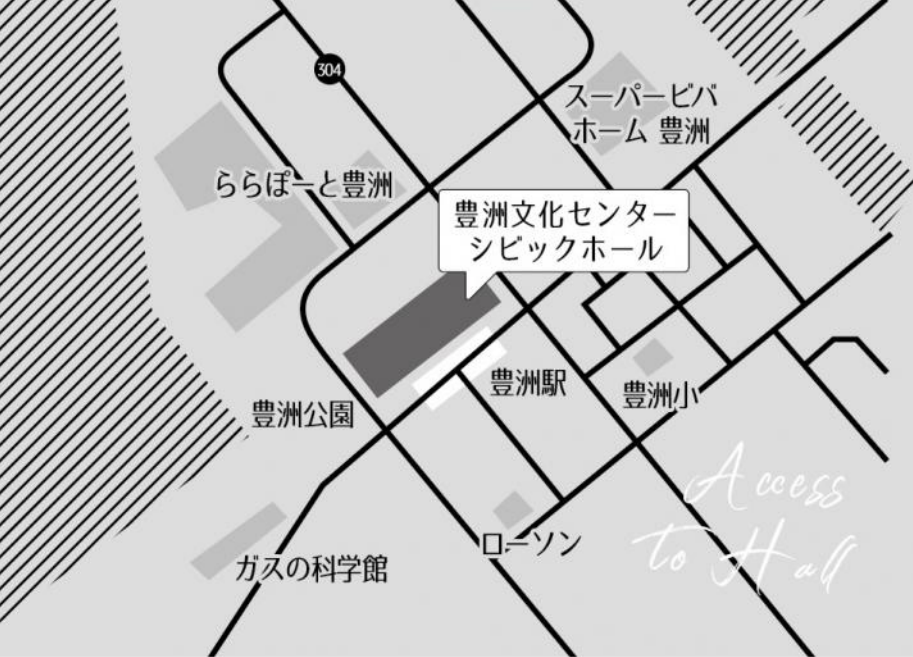 304
スーパービバ
ホーム 豊洲
ららぽーと豊洲
豊洲文化センター
シビックホール
豊洲駅
豊洲小
豊洲公園
Access
to Hall
ローソン
ガスの科学館